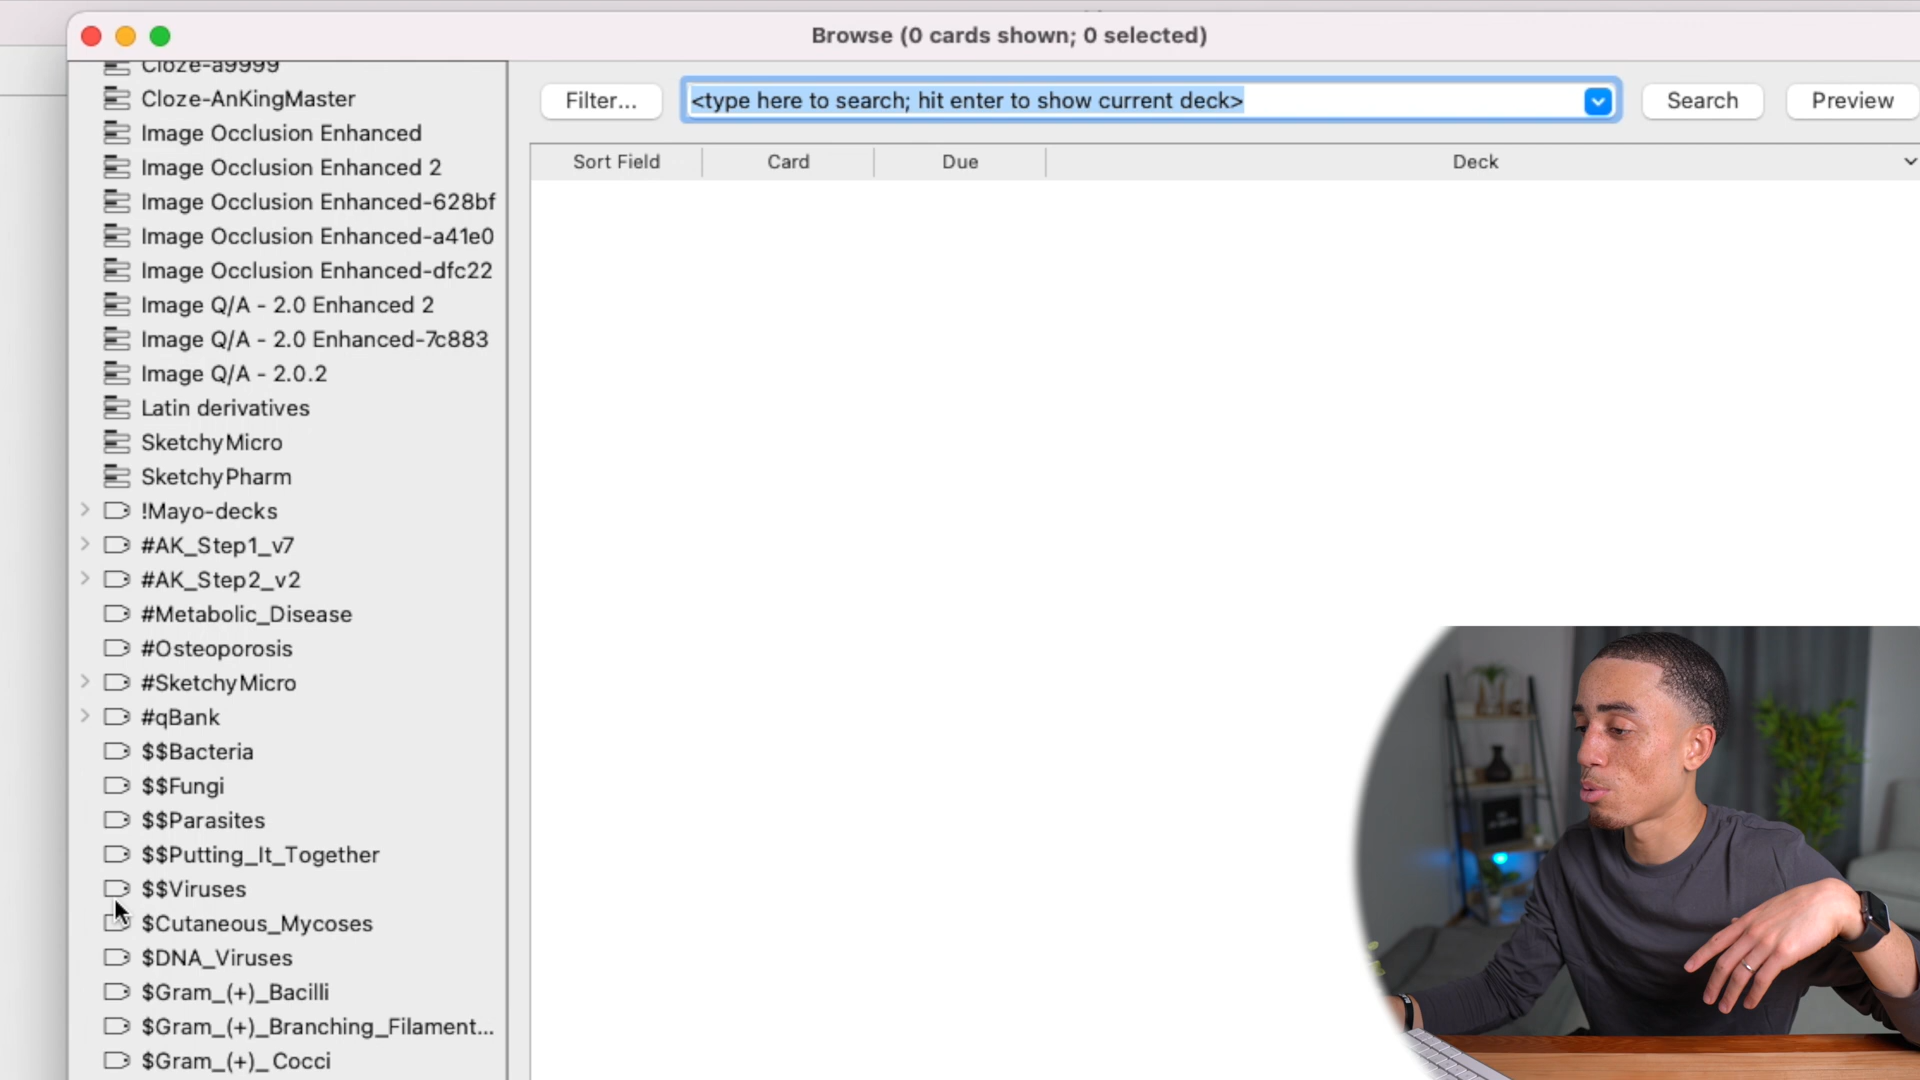 Browse (0 cards shown; 0 selected)
Cloze-a9999
Cloze-AnKingMaster
Image Occlusion Enhanced
Image Occlusion Enhanced 2
Image Occlusion Enhanced-628bf
Image Occlusion Enhanced-a41e0
Image Occlusion Enhanced-dfc22
Image Q/A - 2.0 Enhanced 2
Image Q/A - 2.0 Enhanced-7c883
Image Q/A - 2.0.2
Latin derivatives
SketchyMicro
SketchyPharm
!Mayo-decks
#AK_Step1_v7
#AK_Step2_v2
#Metabolic_Disease
#Osteoporosis
#SketchyMicro
#qBank
$$Bacteria
$$Fungi
$$Parasites
$$Putting_It_Together
$$Viruses
$Cutaneous_Mycoses
$DNA_Viruses
$Gram_(+)_Bacilli
$Gram_(+)_Branching_Filament...
$Gram_(+)_Cocci
Filter... <type here to search; hit enter to show current deck> Search Preview
Sort Field Card Due Deck